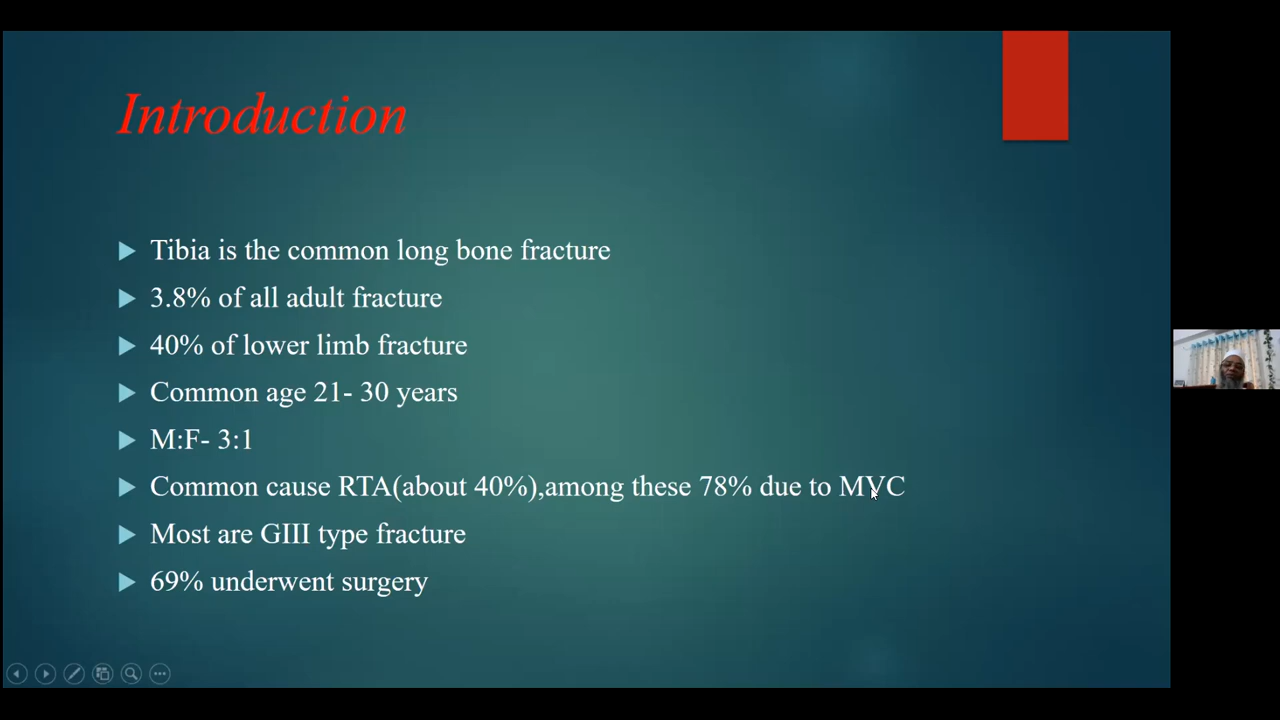 Introduction
Tibia is the common long bone fracture
3.8% of all adult fracture
40% of lower limb fracture
Common age 21- 30 years
M:F- 3:1
Common cause RTA(about 40%),among these 78% due to MVC
Most are GIII type fracture
69% underwent surgery